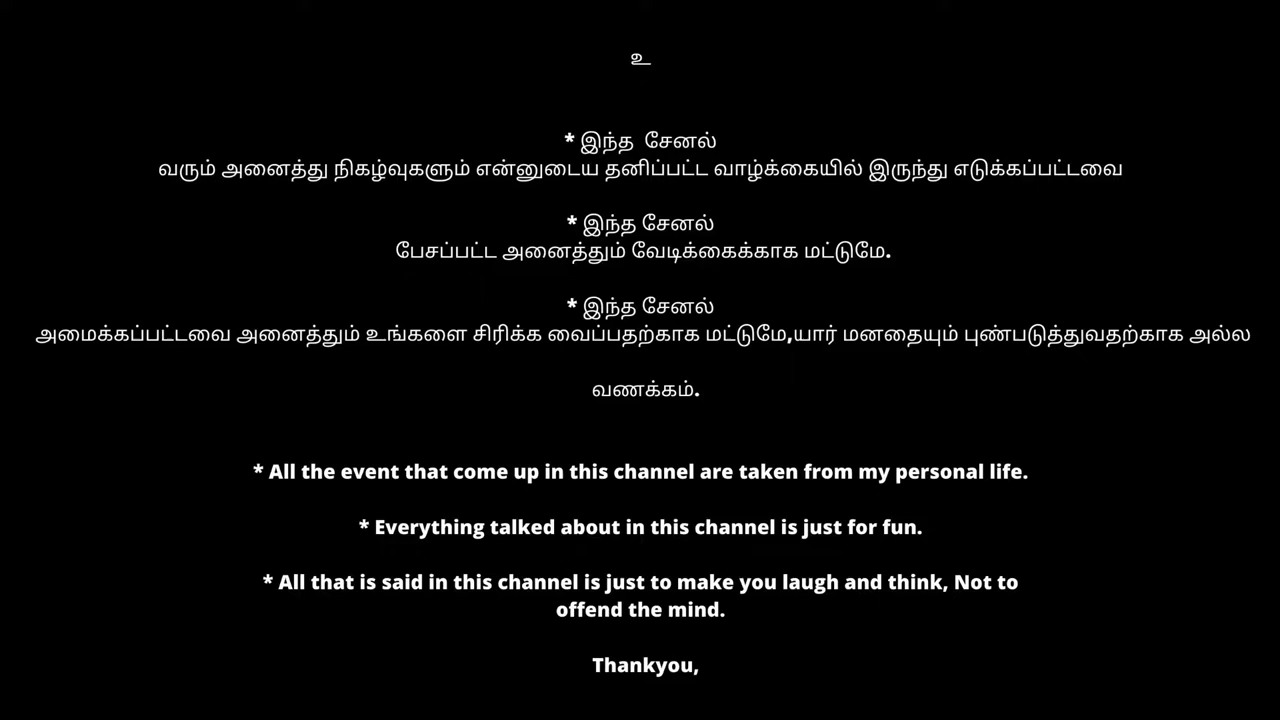 உ
* இந்த சேனல்
வரும் அனைத்து நிகழ்வுகளும் என்னுடைய தனிப்பட்ட வாழ்க்கையில் இருந்து எடுக்கப்பட்டவை
* இந்த சேனல்
பேசப்பட்ட அனைத்தும் வேடிக்கைக்காக மட்டுமே.
* இந்த சேனல்
அமைக்கப்பட்டவை அனைத்தும் உங்களை சிரிக்க வைப்பதற்காக மட்டுமே,யார் மனதையும் புண்படுத்துவதற்காக அல்ல
வணக்கம்.
* All the event that come up in this channel are taken from my personal life.
* Everything talked about in this channel is just for fun.
* All that is said in this channel is just to make you laugh and think, Not to
offend the mind.
Thankyou,